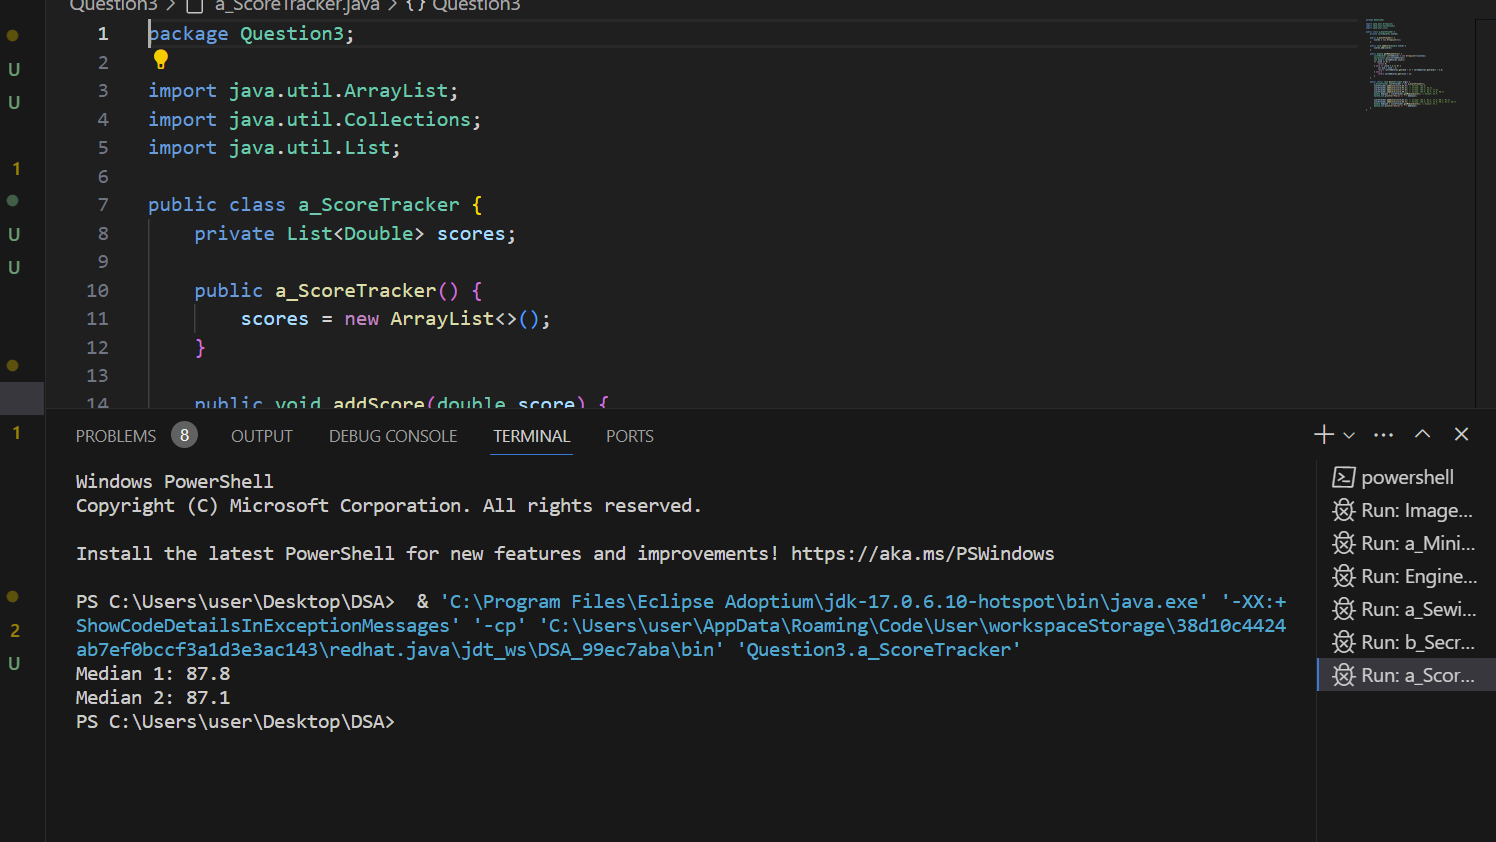 Question3 > a_ScoreTracker.java > {} Question3
U
U
1
U
U
1
2
U
1 package Question3;
2
3 import java.util.ArrayList;
4 import java.util.Collections;
5 import java.util.List;
6
7 public class a_ScoreTracker {
8 private List<Double> scores;
9
10 public a_ScoreTracker() {
11 scores = new ArrayList<>();
12 }
13
14 public void addScore(double score) {
PROBLEMS 8 OUTPUT DEBUG CONSOLE TERMINAL PORTS
Windows PowerShell
Copyright (C) Microsoft Corporation. All rights reserved.
Install the latest PowerShell for new features and improvements! https://aka.ms/PSWindows
PS C:\Users\user\Desktop\DSA>  & 'C:\Program Files\Eclipse Adoptium\jdk-17.0.6.10-hotspot\bin\java.exe' '-XX:+
ShowCodeDetailsInExceptionMessages' '-cp' 'C:\Users\user\AppData\Roaming\Code\User\workspaceStorage\38d10c4424
ab7ef0bccf3a1d3e3ac143\redhat.java\jdt_ws\DSA_99ec7aba\bin' 'Question3.a_ScoreTracker'
Median 1: 87.8
Median 2: 87.1
PS C:\Users\user\Desktop\DSA>
powershell
Run: Image...
Run: a_Mini...
Run: Engine...
Run: a_Sewi...
Run: b_Secr...
Run: a_Scor...